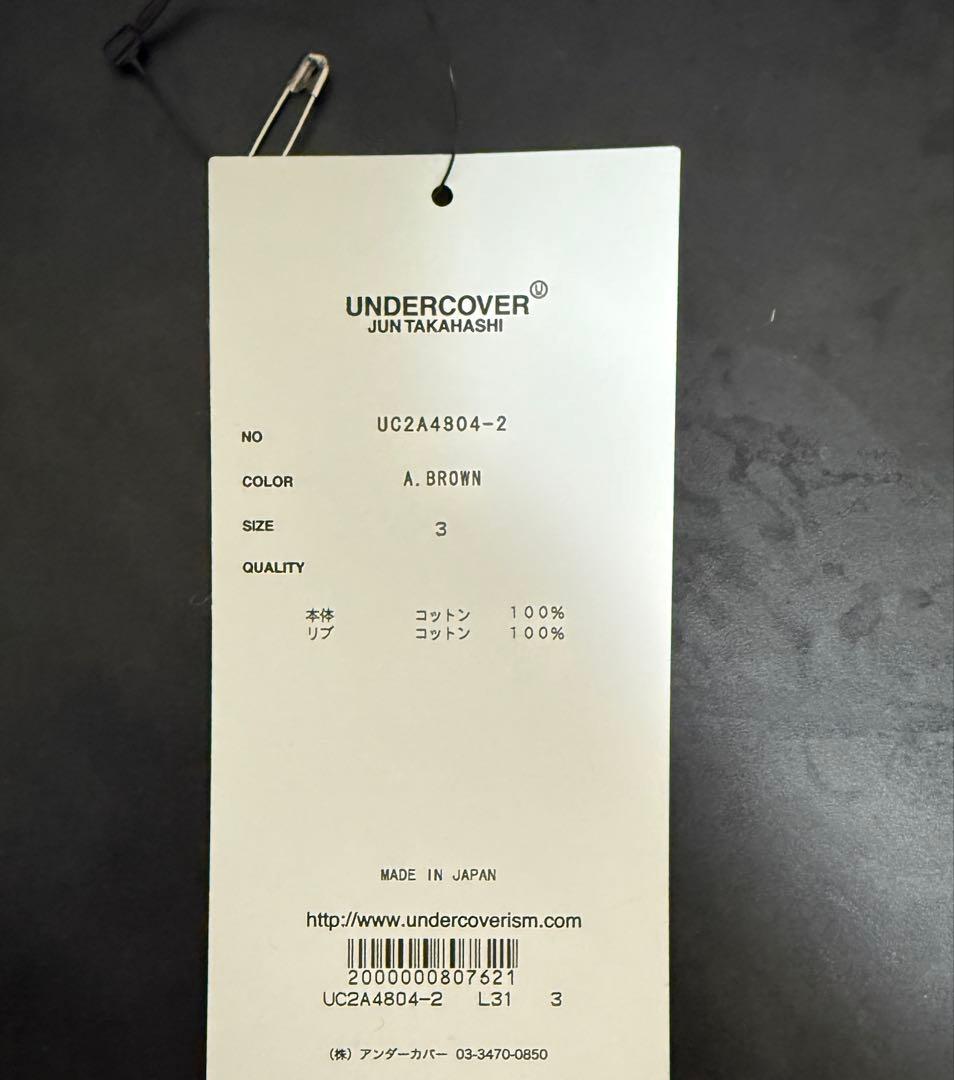 UNDERCOVER Ⓤ
JUN TAKAHASHI
NO UC2A4804-2
COLOR A.BROWN
SIZE 3
QUALITY
本体 コットン 100%
リブ コットン 100%
MADE IN JAPAN
http://www.undercoverism.com
2000000807621
UC2A4804-2 L31 3
(株) アンダーカバー 03-3470-0850